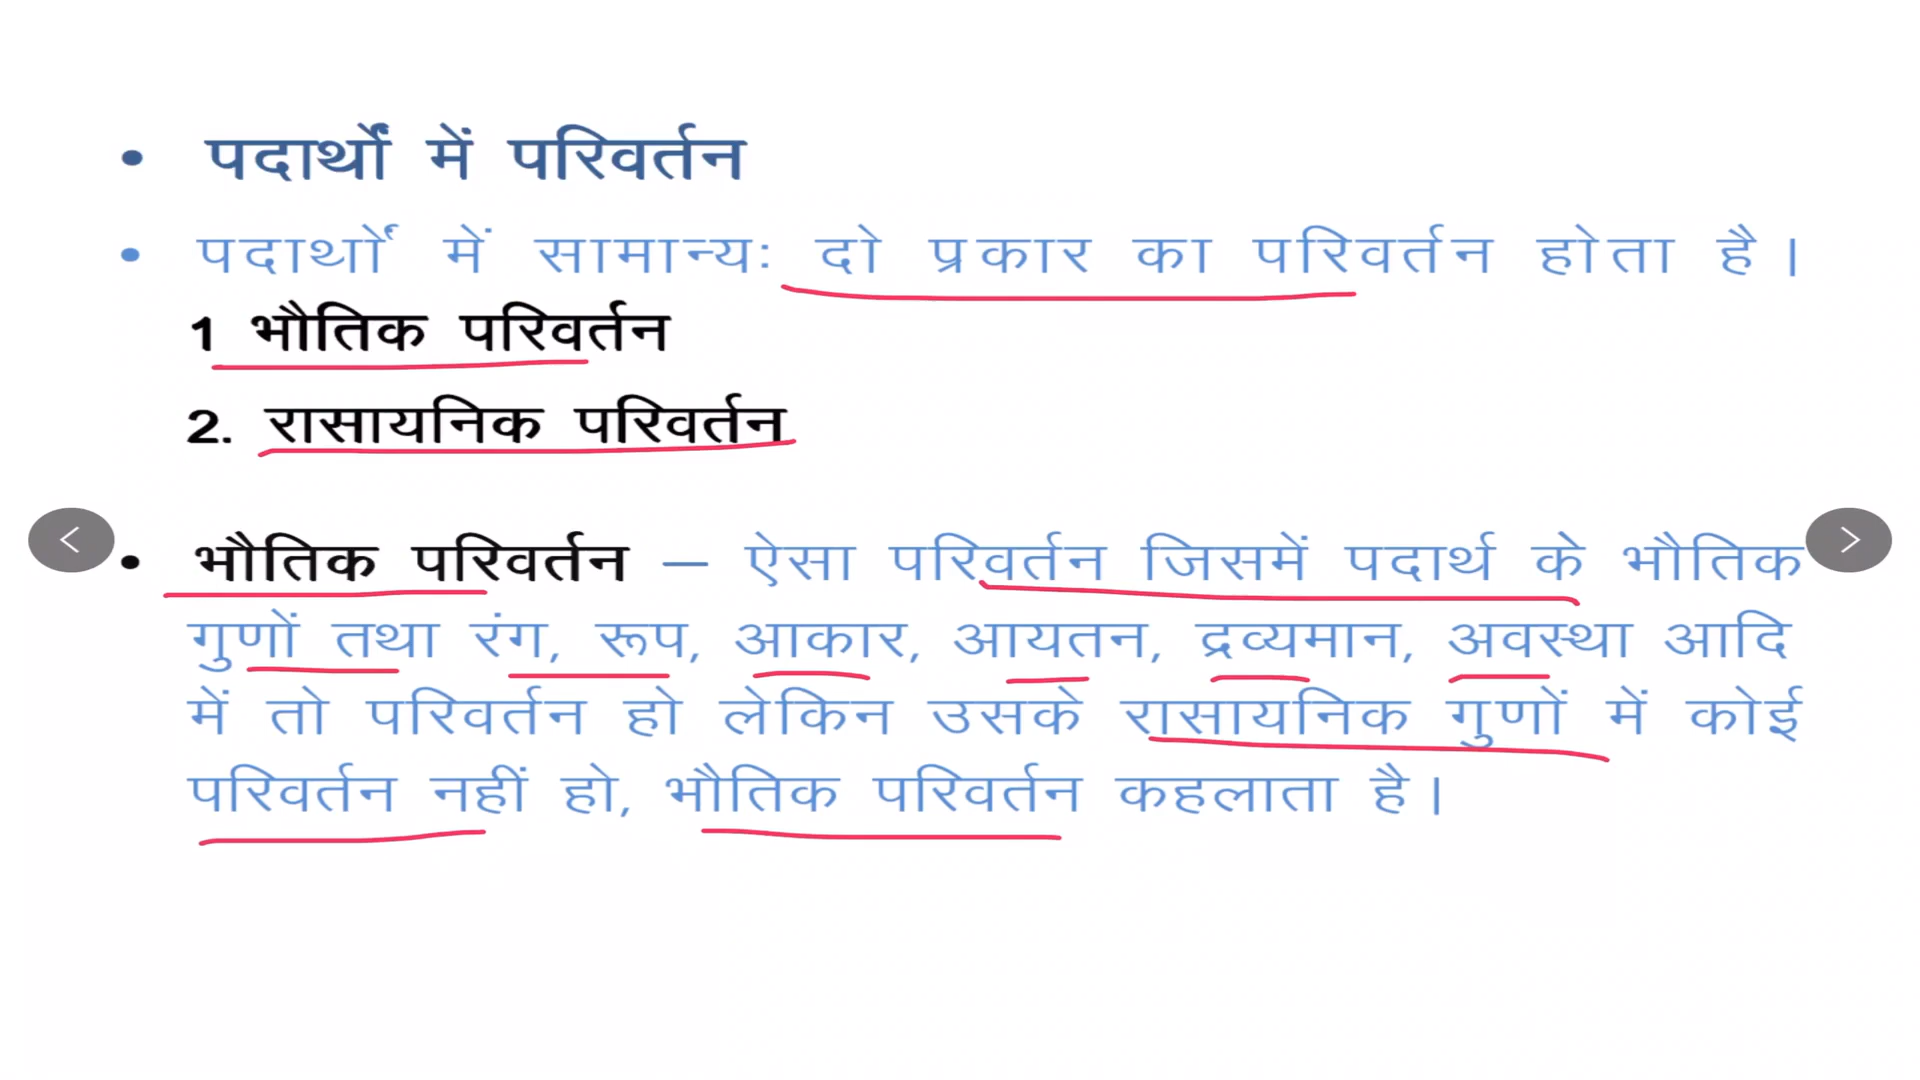 • पदार्थों में परिवर्तन
• पदार्थों में सामान्यः दो प्रकार का परिवर्तन होता है।
1 भौतिक परिवर्तन
2. रासायनिक परिवर्तन
• भौतिक परिवर्तन – ऐसा परिवर्तन जिसमें पदार्थ के भौतिक
गुणों तथा रंग, रूप, आकार, आयतन, द्रव्यमान, अवस्था आदि
में तो परिवर्तन हो लेकिन उसके रासायनिक गुणों में कोई
परिवर्तन नहीं हो, भौतिक परिवर्तन कहलाता है।